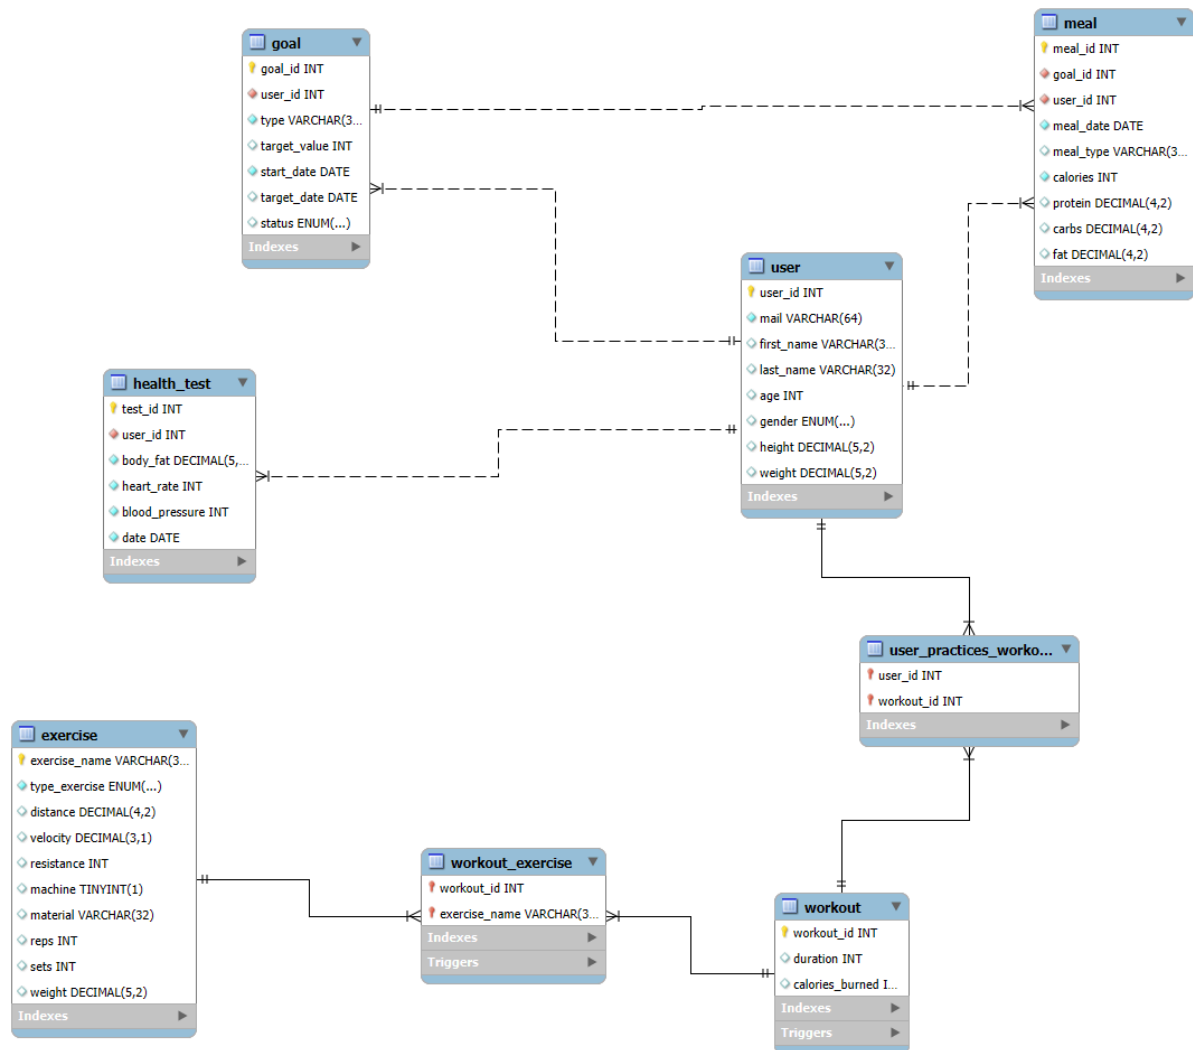 goal
goal_id INT
user_id INT
type VARCHAR(3...
target_value INT
start_date DATE
target_date DATE
status ENUM(...)
Indexes
meal
meal_id INT
goal_id INT
user_id INT
meal_date DATE
meal_type VARCHAR(3...
calories INT
protein DECIMAL(4,2)
carbs DECIMAL(4,2)
fat DECIMAL(4,2)
Indexes
user
user_id INT
mail VARCHAR(64)
first_name VARCHAR(3...
last_name VARCHAR(32)
age INT
gender ENUM(...)
height DECIMAL(5,2)
weight DECIMAL(5,2)
Indexes
health_test
test_id INT
user_id INT
body_fat DECIMAL(5,...
heart_rate INT
blood_pressure INT
date DATE
Indexes
user_practices_worko...
user_id INT
workout_id INT
Indexes
exercise
exercise_name VARCHAR(3...
type_exercise ENUM(...)
distance DECIMAL(4,2)
velocity DECIMAL(3,1)
resistance INT
machine TINYINT(1)
material VARCHAR(32)
reps INT
sets INT
weight DECIMAL(5,2)
Indexes
workout_exercise
workout_id INT
exercise_name VARCHAR(3...
Indexes
Triggers
workout
workout_id INT
duration INT
calories_burned I...
Indexes
Triggers